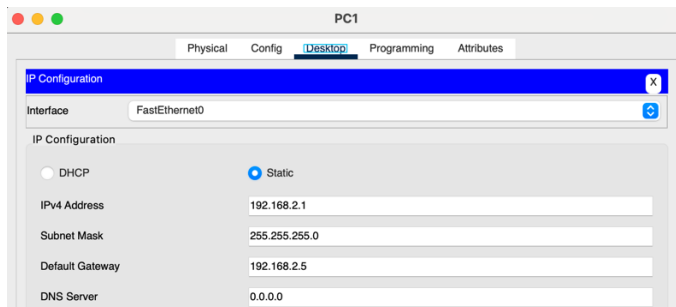 PC1
Physical Config Desktop Programming Attributes
IP Configuration X
Interface FastEthernet0
IP Configuration
DHCP Static
IPv4 Address 192.168.2.1
Subnet Mask 255.255.255.0
Default Gateway 192.168.2.5
DNS Server 0.0.0.0